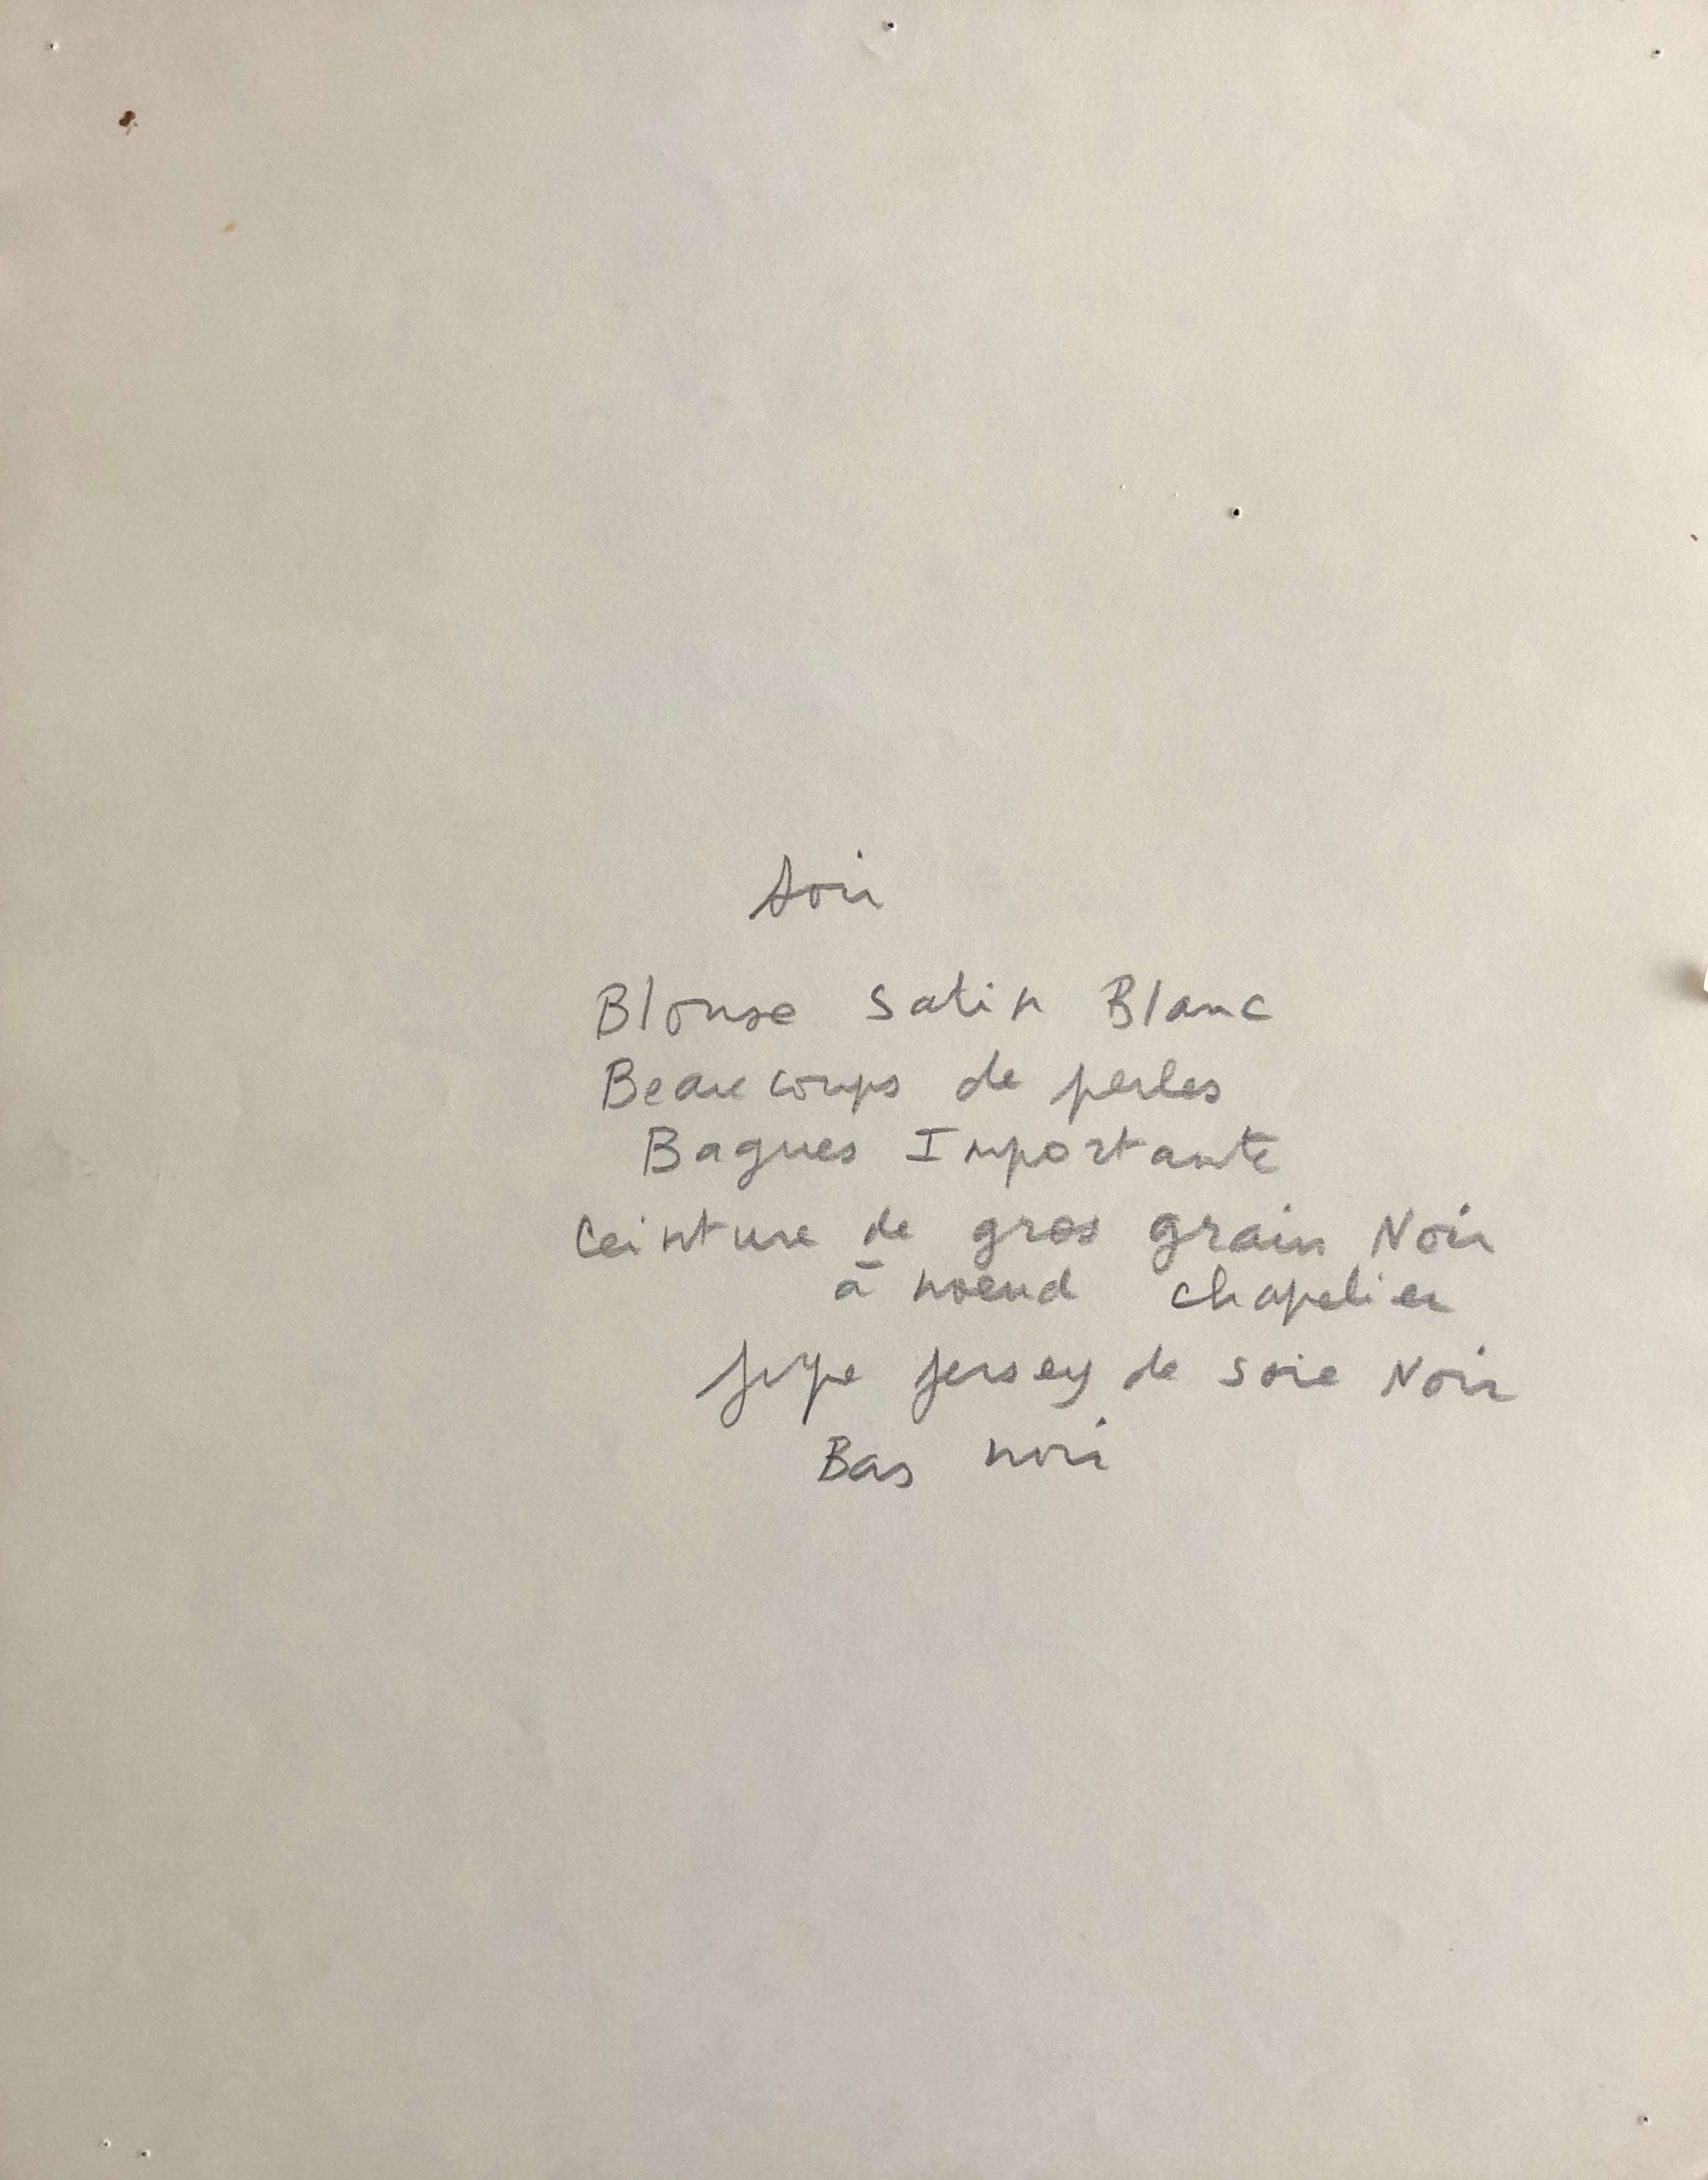 Soir
Blouse satin Blanc
Beaucoups de perles
Bagues Importante
Ceinture de gros grain Noir
à noeud chapelier
Jupe Jersey de soie Noir
Bas noir